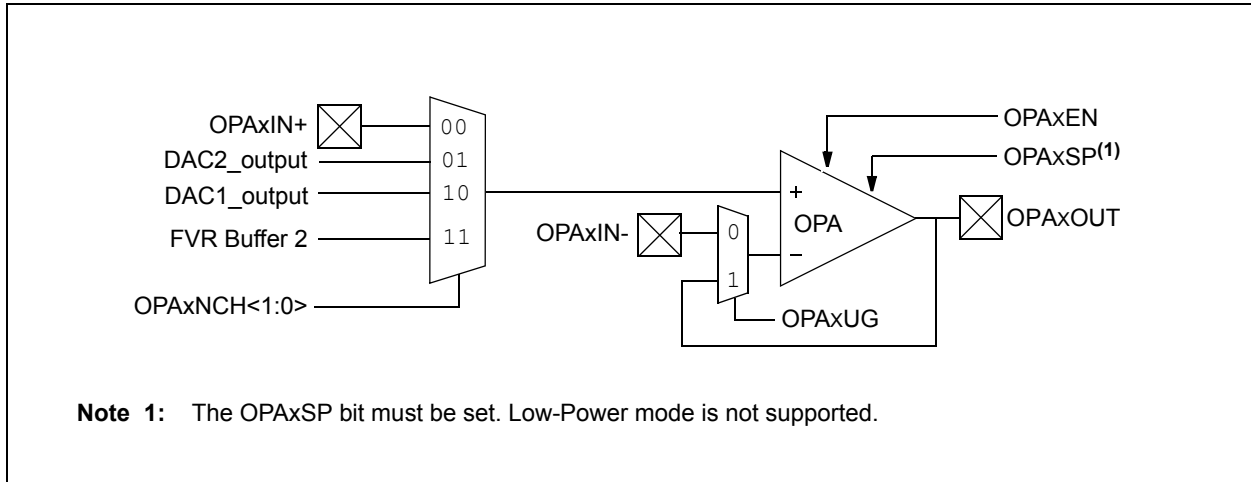 OPAxIN+
DAC2_output
DAC1_output
FVR Buffer 2
OPAxNCH<1:0>
00
01
10
11
OPAxIN-
0
1
OPAxUG
+
OPA
−
OPAxEN
OPAxSP(1)
OPAxOUT
Note 1: The OPAxSP bit must be set. Low-Power mode is not supported.